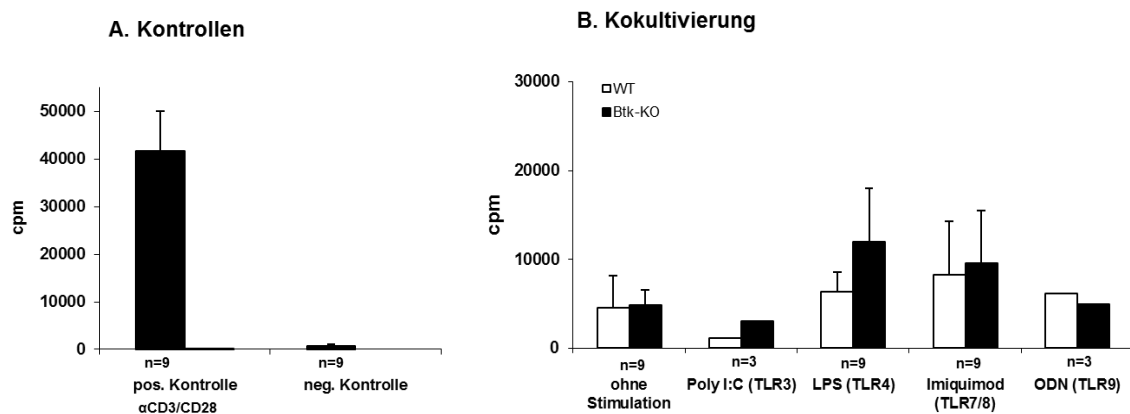 A. Kontrollen
50000
40000
30000
20000
10000
0
cpm
n=9
n=9
pos. Kontrolle
neg. Kontrolle
αCD3/CD28
B. Kokultivierung
WT
Btk-KO
30000
20000
10000
0
cpm
n=9
n=3
n=9
n=9
n=3
ohne
Stimulation
Poly I:C (TLR3)
LPS (TLR4)
Imiquimod
(TLR7/8)
ODN (TLR9)